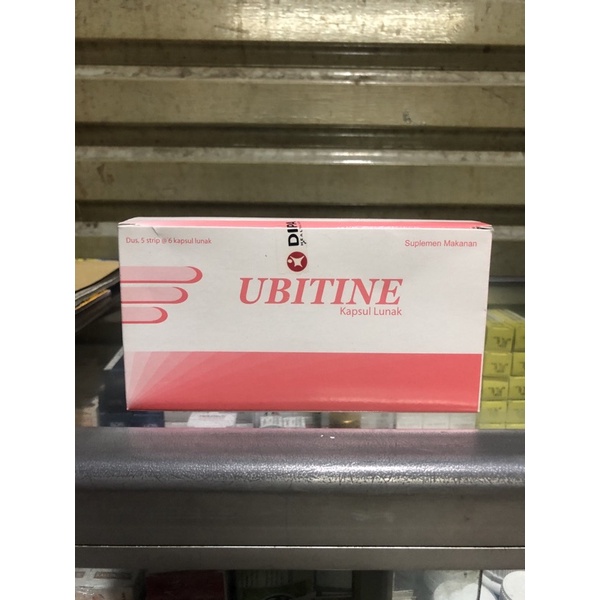 Dus, 5 strip @ 6 kapsul lunak
Suplemen Makanan
UBITINE
Kapsul Lunak